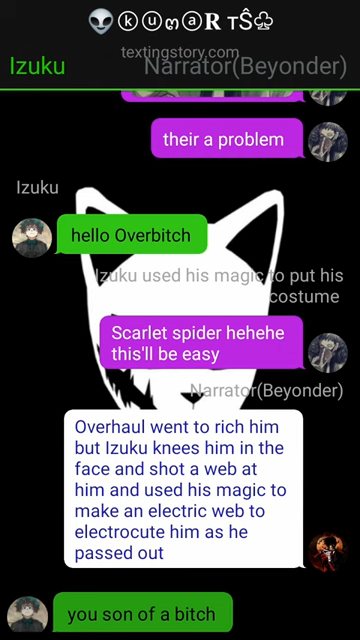 👽ⓚⓤⓜⓐ𝐑 т𝕊̂♧
textingstory.com
Izuku
Narrator(Beyonder)
their a problem
Izuku
hello Overbitch
Izuku used his magic to put his
costume
Scarlet spider hehehe
this'll be easy
Narrator(Beyonder)
Overhaul went to rich him
but Izuku knees him in the
face and shot a web at
him and used his magic to
make an electric web to
electrocute him as he
passed out
you son of a bitch